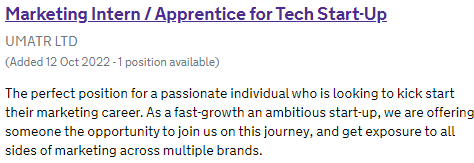 Marketing Intern / Apprentice for Tech Start-Up
UMATR LTD
(Added 12 Oct 2022 - 1 position available)
The perfect position for a passionate individual who is looking to kick start
their marketing career. As a fast-growth an ambitious start-up, we are offering
someone the opportunity to join us on this journey, and get exposure to all
sides of marketing across multiple brands.